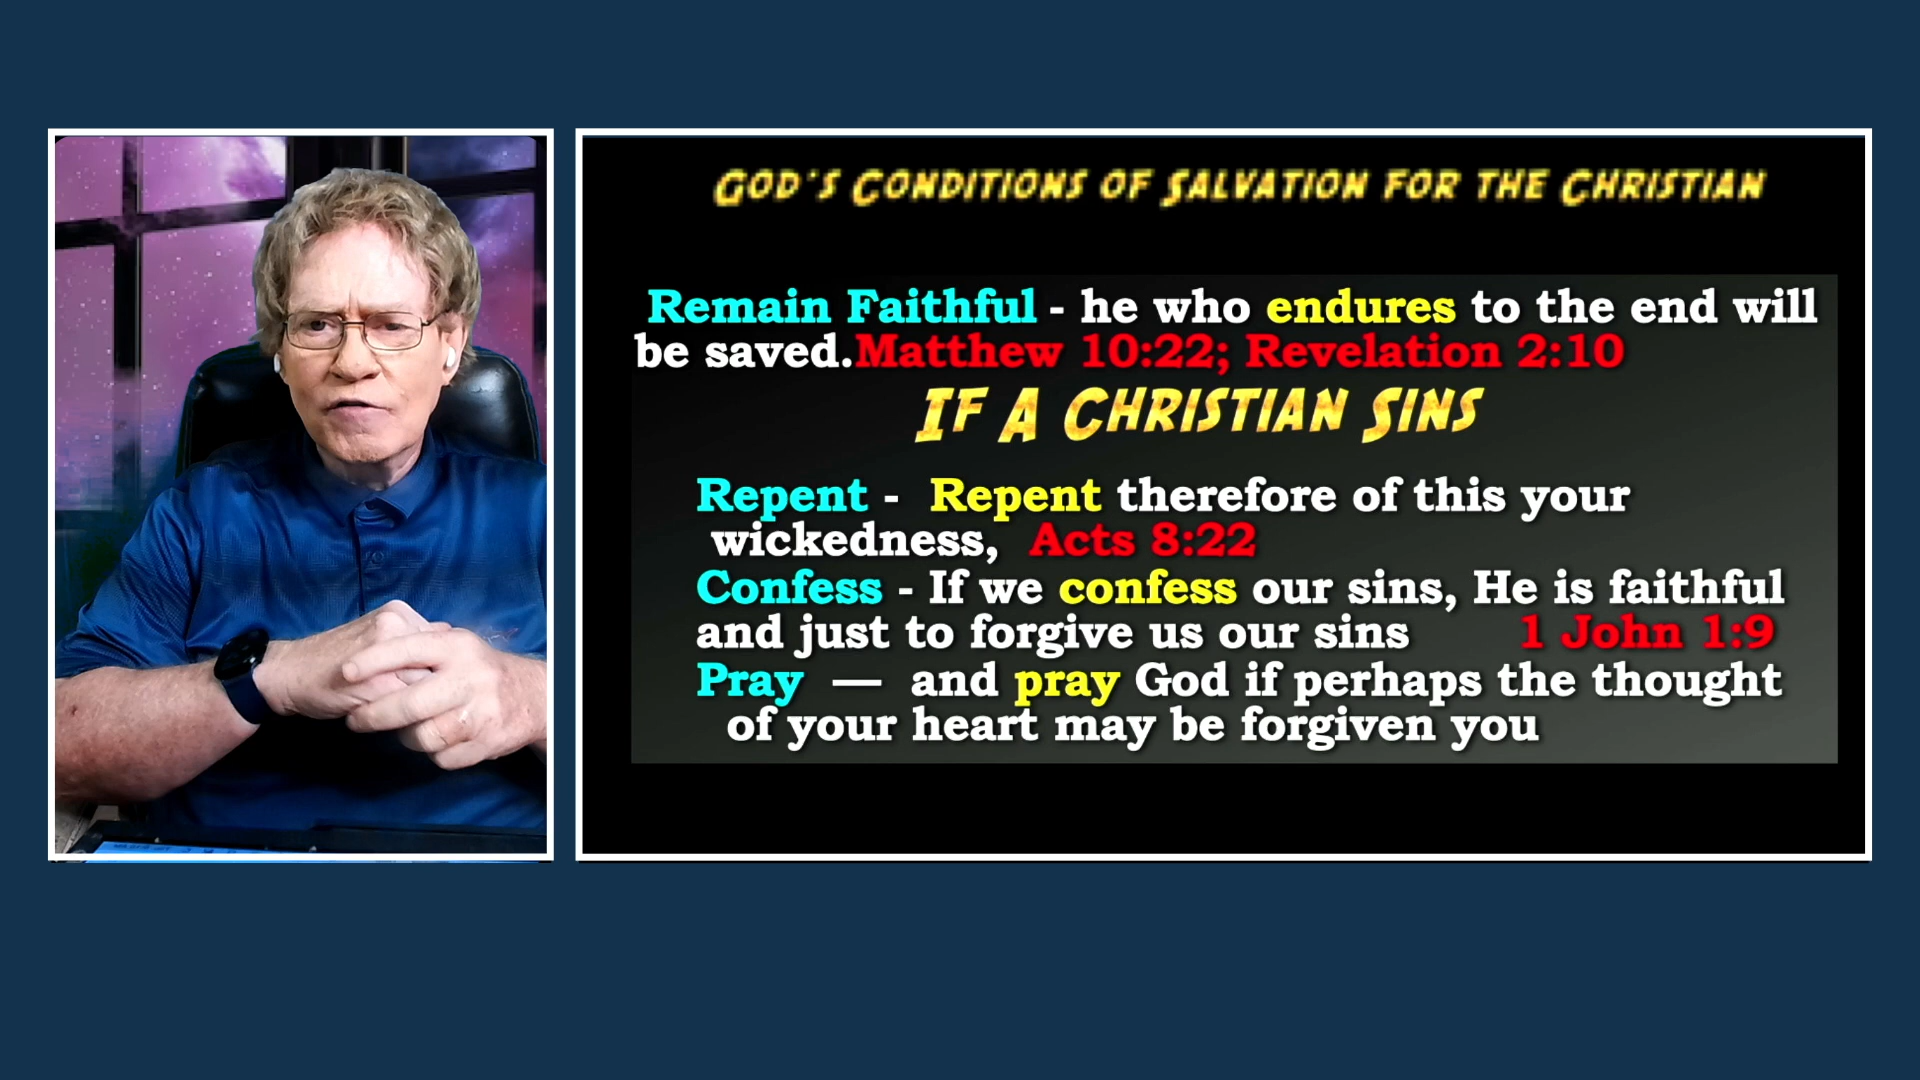 God's Conditions of Salvation for the Christian
Remain Faithful - he who endures to the end will
be saved.Matthew 10:22; Revelation 2:10
If A Christian Sins
Repent - Repent therefore of this your
wickedness, Acts 8:22
Confess - If we confess our sins, He is faithful
and just to forgive us our sins 1 John 1:9
Pray — and pray God if perhaps the thought
of your heart may be forgiven you